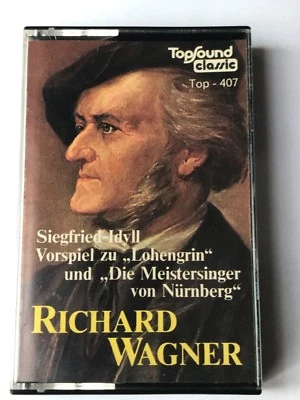 TopSound
classic
Top - 407
Siegfried-Idyll
Vorspiel zu „Lohengrin“
und „Die Meistersinger
von Nürnberg“
RICHARD
WAGNER